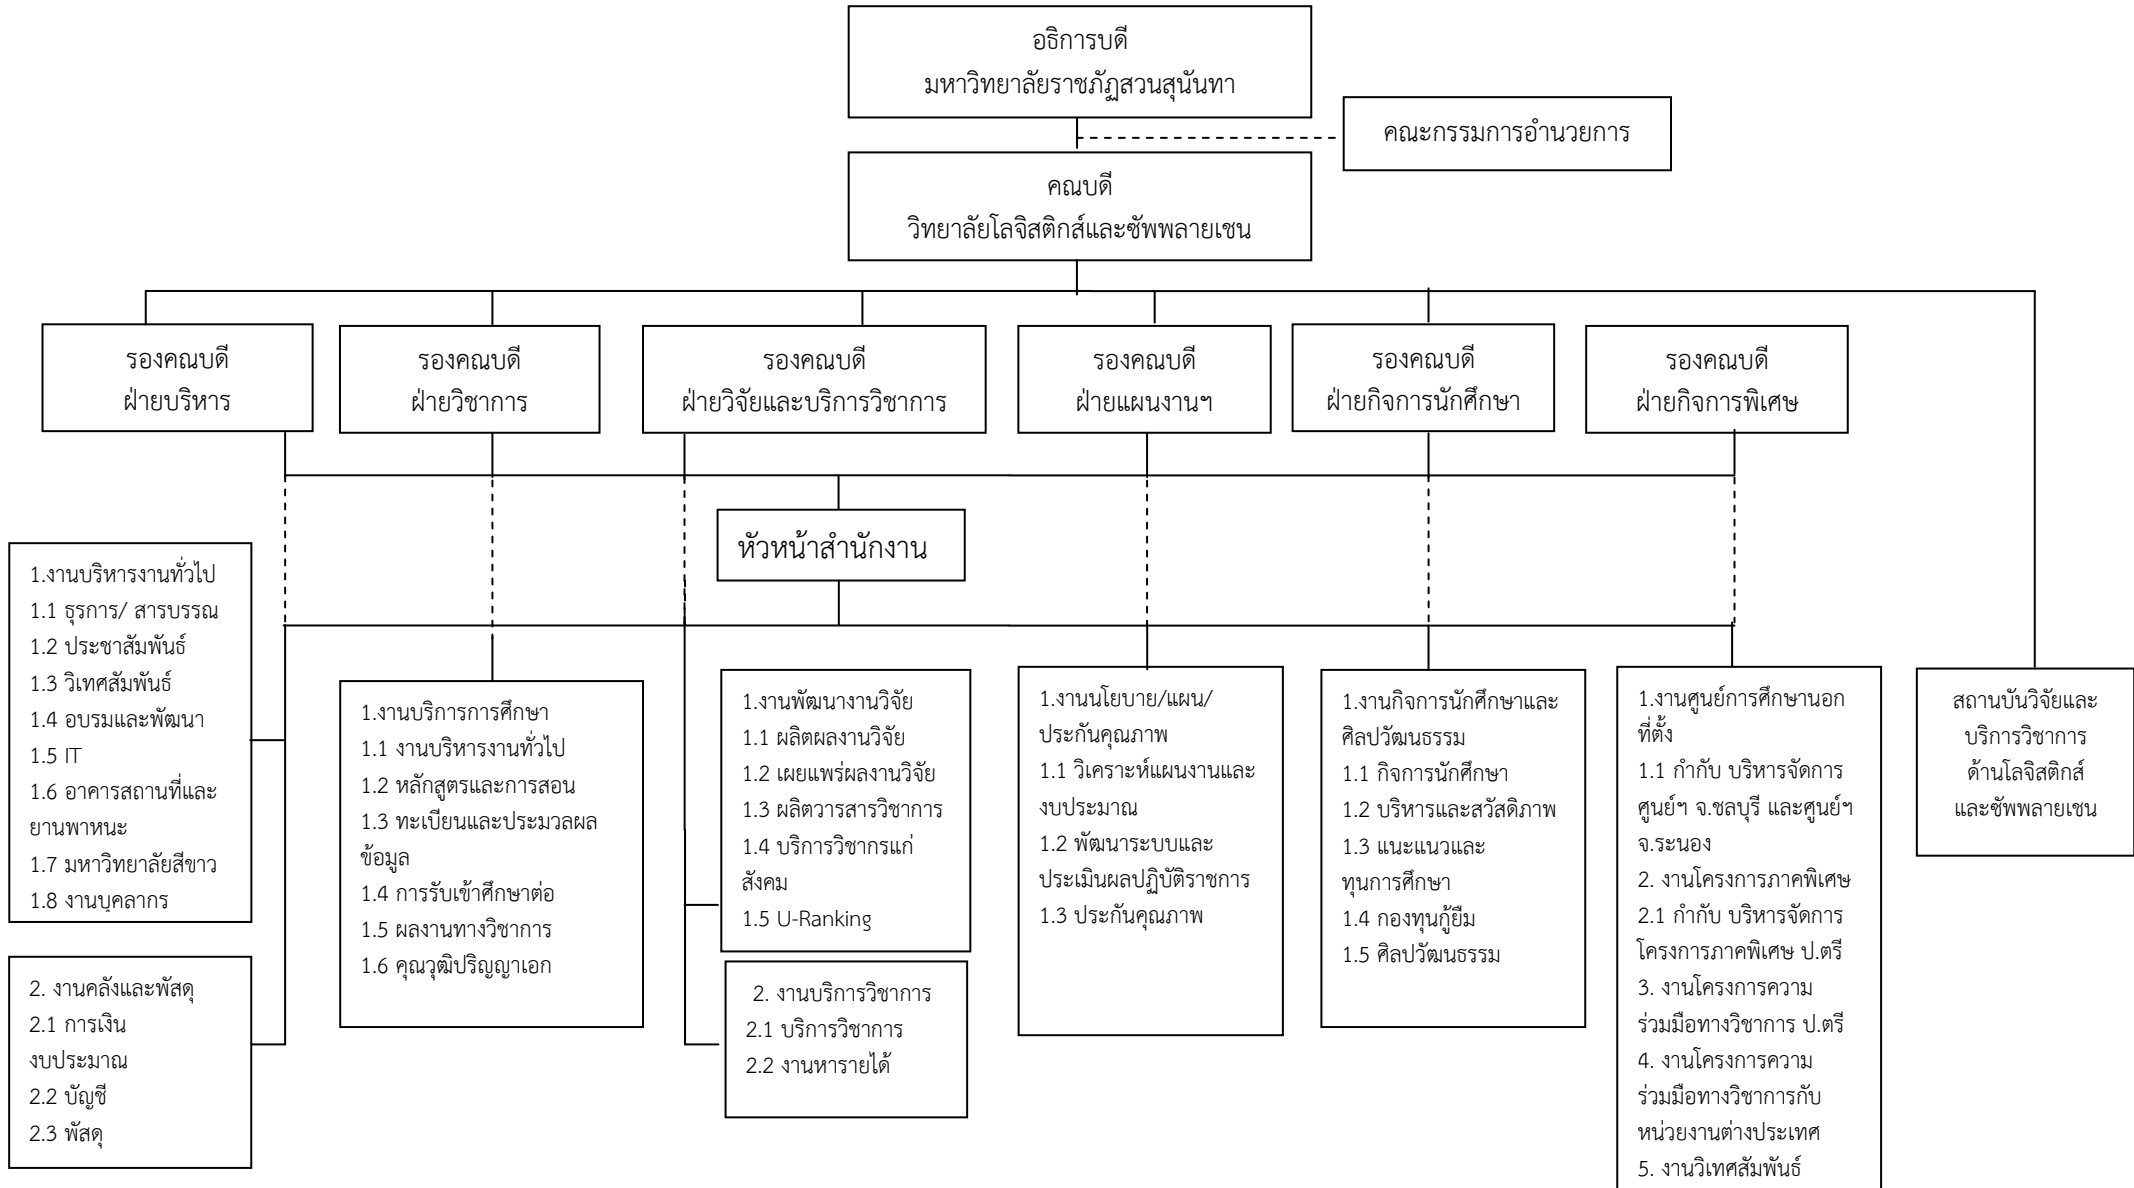 อธิการบดี
มหาวิทยาลัยราชภัฏสวนสุนันทา
คณะกรรมการอำนวยการ
คณบดี
วิทยาลัยโลจิสติกส์และซัพพลายเชน
รองคณบดี
ฝ่ายบริหาร
รองคณบดี
ฝ่ายวิชาการ
รองคณบดี
ฝ่ายวิจัยและบริการวิชาการ
รองคณบดี
ฝ่ายแผนงานฯ
รองคณบดี
ฝ่ายกิจการนักศึกษา
รองคณบดี
ฝ่ายกิจการพิเศษ
หัวหน้าสำนักงาน
1.งานบริหารงานทั่วไป
1.1 ธุรการ/ สารบรรณ
1.2 ประชาสัมพันธ์
1.3 วิเทศสัมพันธ์
1.4 อบรมและพัฒนา
1.5 IT
1.6 อาคารสถานที่และ
ยานพาหนะ
1.7 มหาวิทยาลัยสีขาว
1.8 งานบุคลากร
2. งานคลังและพัสดุ
2.1 การเงิน
งบประมาณ
2.2 บัญชี
2.3 พัสดุ
1.งานบริการการศึกษา
1.1 งานบริหารงานทั่วไป
1.2 หลักสูตรและการสอน
1.3 ทะเบียนและประมวลผล
ข้อมูล
1.4 การรับเข้าศึกษาต่อ
1.5 ผลงานทางวิชาการ
1.6 คุณวุฒิปริญญาเอก
1.งานพัฒนางานวิจัย
1.1 ผลิตผลงานวิจัย
1.2 เผยแพร่ผลงานวิจัย
1.3 ผลิตวารสารวิชาการ
1.4 บริการวิชากรแก่
สังคม
1.5 U-Ranking
2. งานบริการวิชาการ
2.1 บริการวิชาการ
2.2 งานหารายได้
1.งานนโยบาย/แผน/
ประกันคุณภาพ
1.1 วิเคราะห์แผนงานและ
งบประมาณ
1.2 พัฒนาระบบและ
ประเมินผลปฏิบัติราชการ
1.3 ประกันคุณภาพ
1.งานกิจการนักศึกษาและ
ศิลปวัฒนธรรม
1.1 กิจการนักศึกษา
1.2 บริหารและสวัสดิภาพ
1.3 แนะแนวและ
ทุนการศึกษา
1.4 กองทุนกู้ยืม
1.5 ศิลปวัฒนธรรม
1.งานศูนย์การศึกษานอก
ที่ตั้ง
1.1 กำกับ บริหารจัดการ
ศูนย์ฯ จ.ชลบุรี และศูนย์ฯ
จ.ระนอง
2. งานโครงการภาคพิเศษ
2.1 กำกับ บริหารจัดการ
โครงการภาคพิเศษ ป.ตรี
3. งานโครงการความ
ร่วมมือทางวิชาการ ป.ตรี
4. งานโครงการความ
ร่วมมือทางวิชาการกับ
หน่วยงานต่างประเทศ
5. งานวิเทศสัมพันธ์
สถานบันวิจัยและ
บริการวิชาการ
ด้านโลจิสติกส์
และซัพพลายเชน